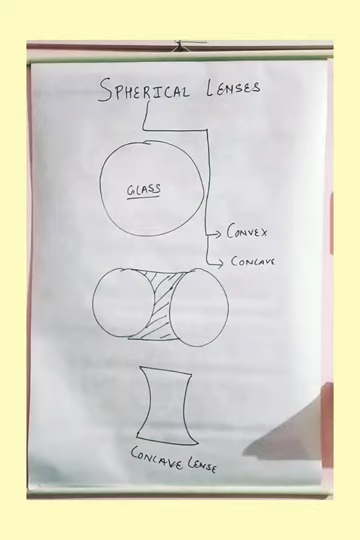 SPHERICAL LENSES
GLASS
CONVEX
CONCAVE
CONCAVE LENSE